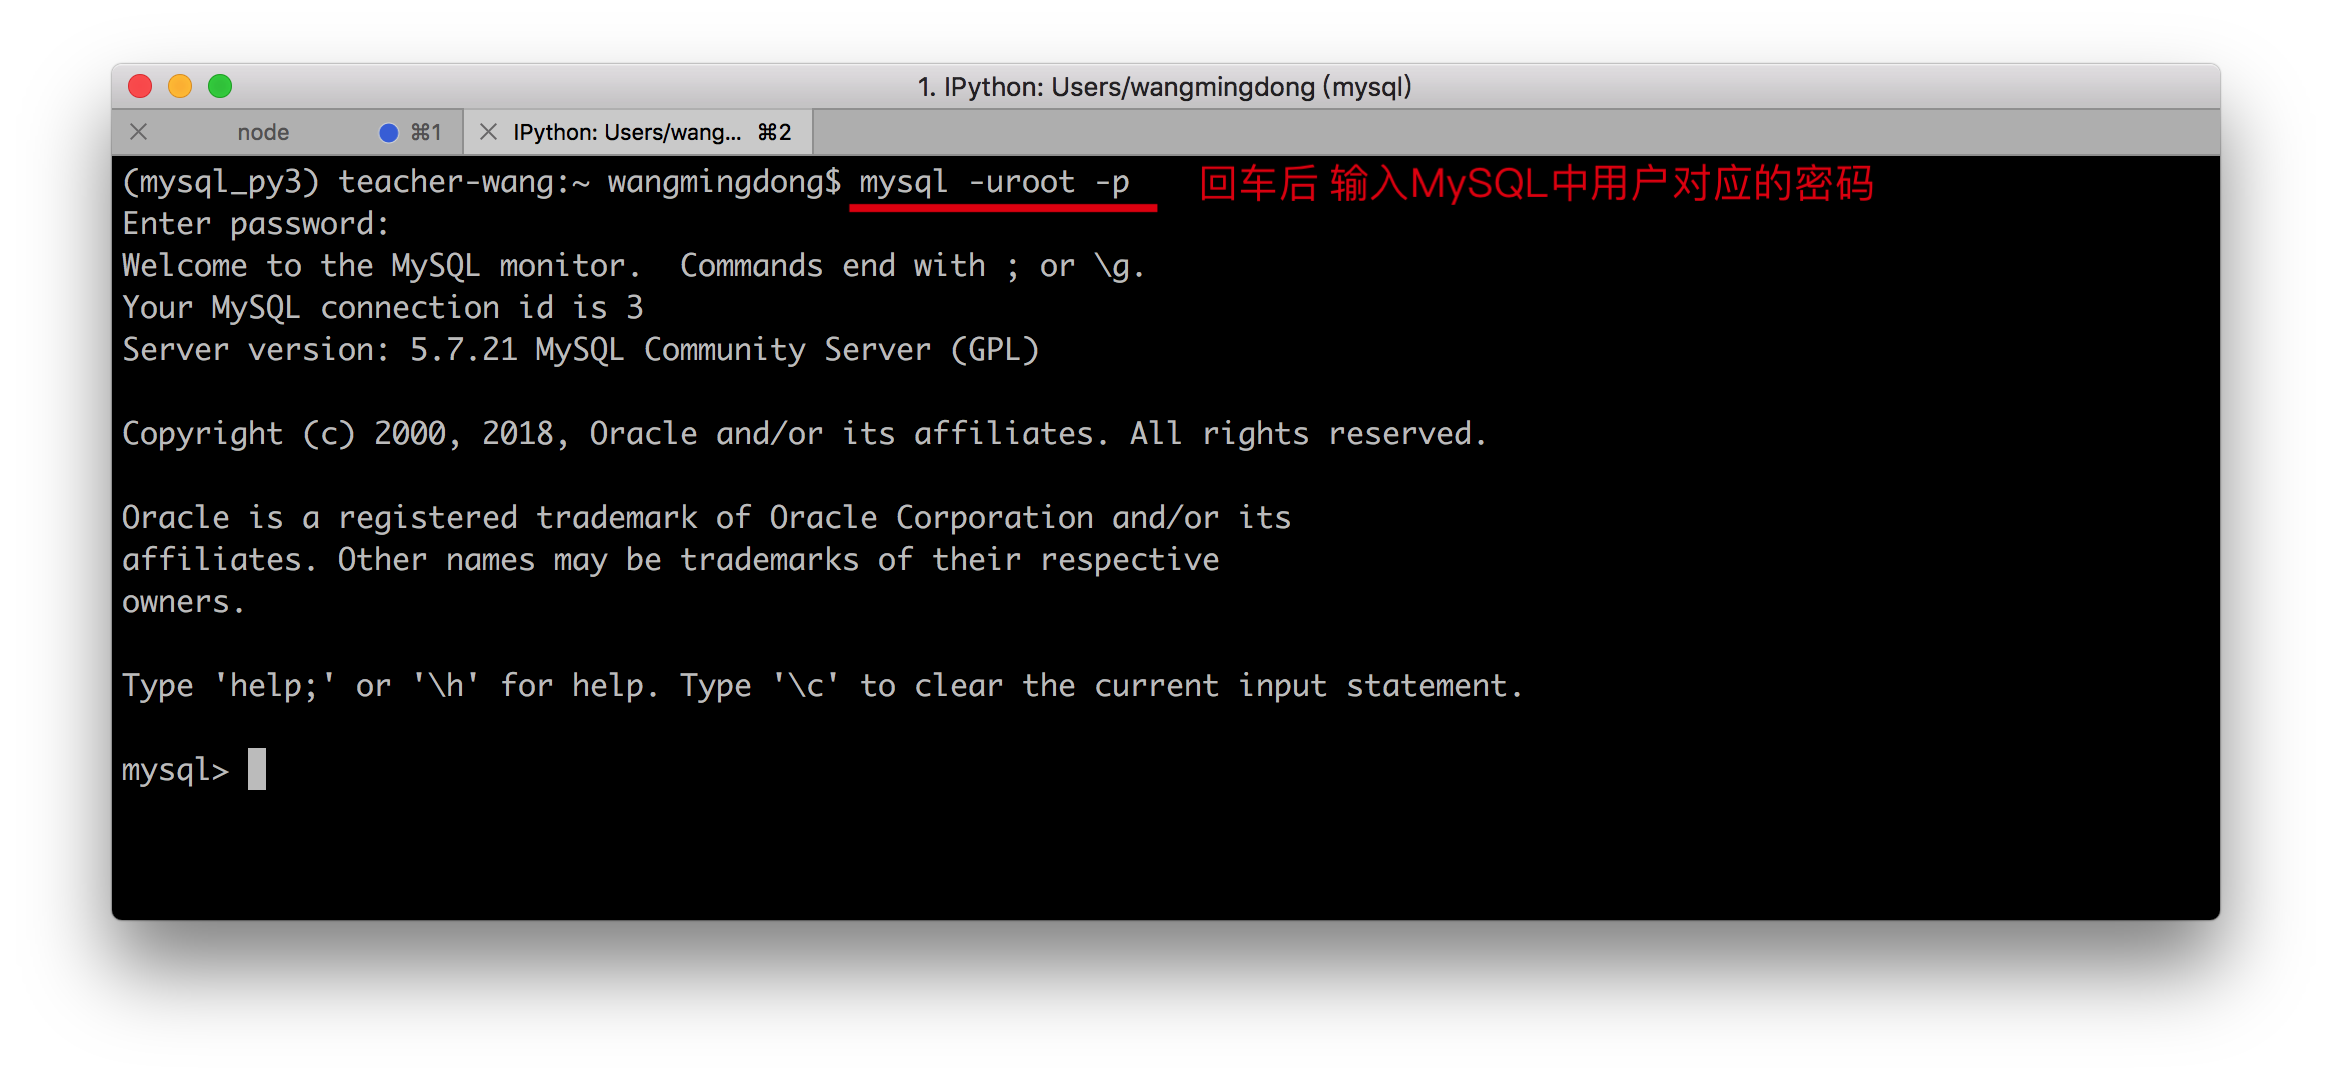 1. IPython: Users/wangmingdong (mysql)
node ⌘1 IPython: Users/wang... ⌘2
(mysql_py3) teacher-wang:~ wangmingdong$ mysql -uroot -p 回车后 输入MySQL中用户对应的密码
Enter password:
Welcome to the MySQL monitor.  Commands end with ; or \g.
Your MySQL connection id is 3
Server version: 5.7.21 MySQL Community Server (GPL)
Copyright (c) 2000, 2018, Oracle and/or its affiliates. All rights reserved.
Oracle is a registered trademark of Oracle Corporation and/or its
affiliates. Other names may be trademarks of their respective
owners.
Type 'help;' or '\h' for help. Type '\c' to clear the current input statement.
mysql>